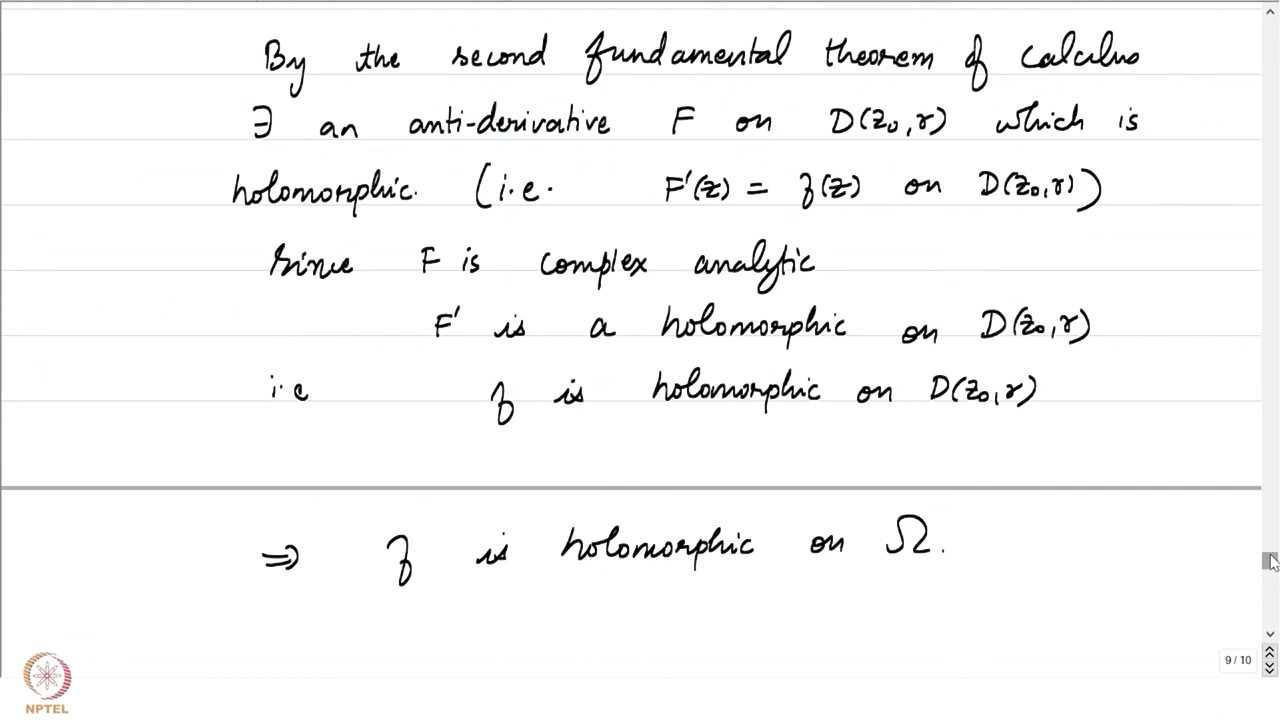 By the second fundamental theorem of calculus
∃ an anti-derivative F on D(z₀, r) which is
holomorphic. (i.e. F'(z) = f(z) on D(z₀, r))
Since F is complex analytic
F' is a holomorphic on D(z₀, r)
i.e f is holomorphic on D(z₀, r)
⇒ f is holomorphic on Ω.
9 / 10
NPTEL